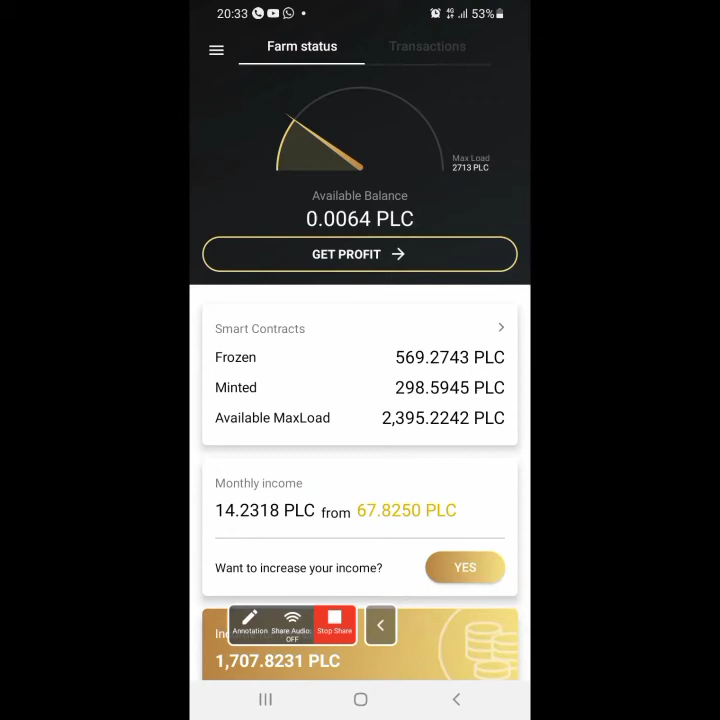 20:33 53%
Farm status Transactions
Max Load
2713 PLC
Available Balance
0.0064 PLC
GET PROFIT
Smart Contracts
Frozen 569.2743 PLC
Minted 298.5945 PLC
Available MaxLoad 2,395.2242 PLC
Monthly income
14.2318 PLC from 67.8250 PLC
Want to increase your income? YES
Annotation Share Audio: OFF Stop Share
1,707.8231 PLC